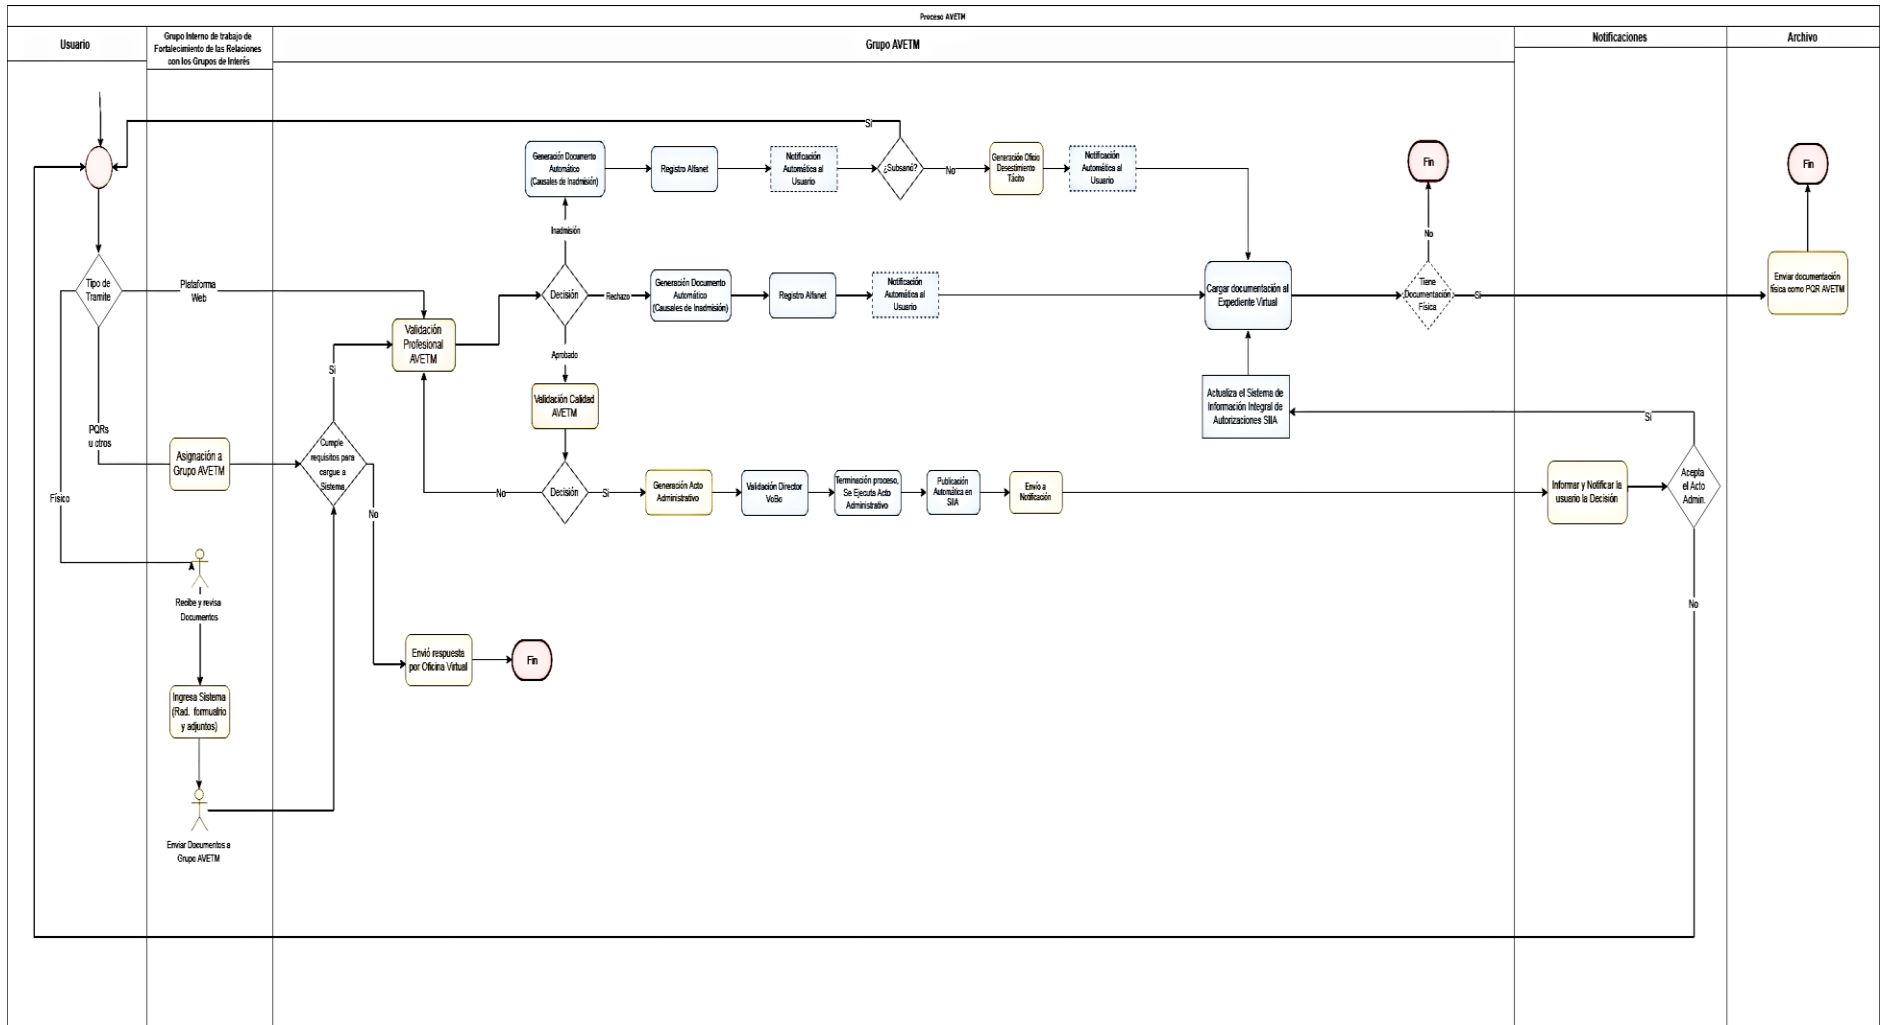 Proceso AVETM
Usuario
Grupo Interno de trabajo de
Fortalecimiento de las Relaciones
con los Grupos de Interés
Grupo AVETM
Notificaciones
Archivo
Si
Generación Documento
Automático
(Causales de Inadmisión)
Registro Alfanet
Notificación
Automática al
Usuario
¿Subsanó?
No
Generación Oficio
Desestimiento
Tácito
Notificación
Automática al
Usuario
Fin
Fin
Inadmisión
No
Tipo de
Tramite
Plataforma
Web
Decisión
Rechazo
Generación Documento
Automático
(Causales de Inadmisión)
Registro Alfanet
Notificación
Automática al
Usuario
Cargar documentación al
Expediente Virtual
Tiene
Documentación
Física
Si
Enviar documentación
física como PQR AVETM
Validación
Profesional
AVETM
Aprobado
Si
Validación Calidad
AVETM
Actualiza el Sistema de
Información Integral de
Autorizaciones SIIA
Si
PQRs
u otros
Asignación a
Grupo AVETM
Cumple
requisitos para
cargue a
Sistema
No
Decisión
Si
Generación Acto
Administrativo
Validación Director
VoBo
Terminación proceso,
Se Ejecuta Acto
Administrativo
Publicación
Automática en
SIIA
Envío a
Notificación
Informar y Notificar la
usuario la Decisión
Acepta
el Acto
Admin.
Físico
No
Recibe y revisa
Documentos
No
Envió respuesta
por Oficina Virtual
Fin
Ingresa Sistema
(Rad. formualrio
y adjuntos)
Enviar Documentos a
Grupo AVETM